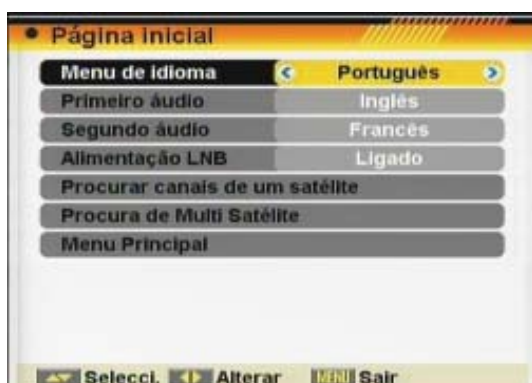 Página inicial
Menu de idioma Português
Primeiro áudio Inglês
Segundo áudio Francês
Alimentação LNB Ligado
Procurar canais de um satélite
Procura de Multi Satélite
Menu Principal
Selecci. Alterar MENU Sair